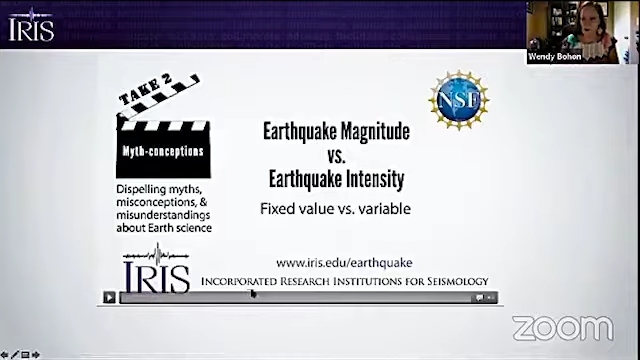 IRIS
Wendy Bohon
TAKE 2
Myth-conceptions
Dispelling myths,
misconceptions, &
misunderstandings
about Earth science
NSF
Earthquake Magnitude
vs.
Earthquake Intensity
Fixed value vs. variable
www.iris.edu/earthquake
IRIS
INCORPORATED RESEARCH INSTITUTIONS FOR SEISMOLOGY
zoom